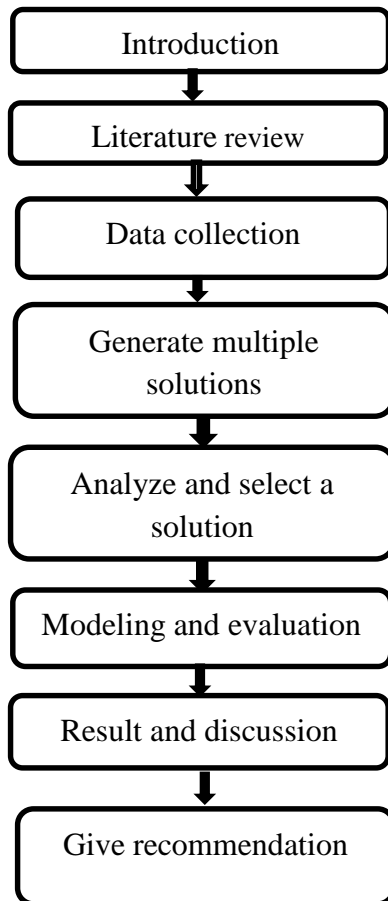 Introduction
Literature review
Data collection
Generate multiple
solutions
Analyze and select a
solution
Modeling and evaluation
Result and discussion
Give recommendation